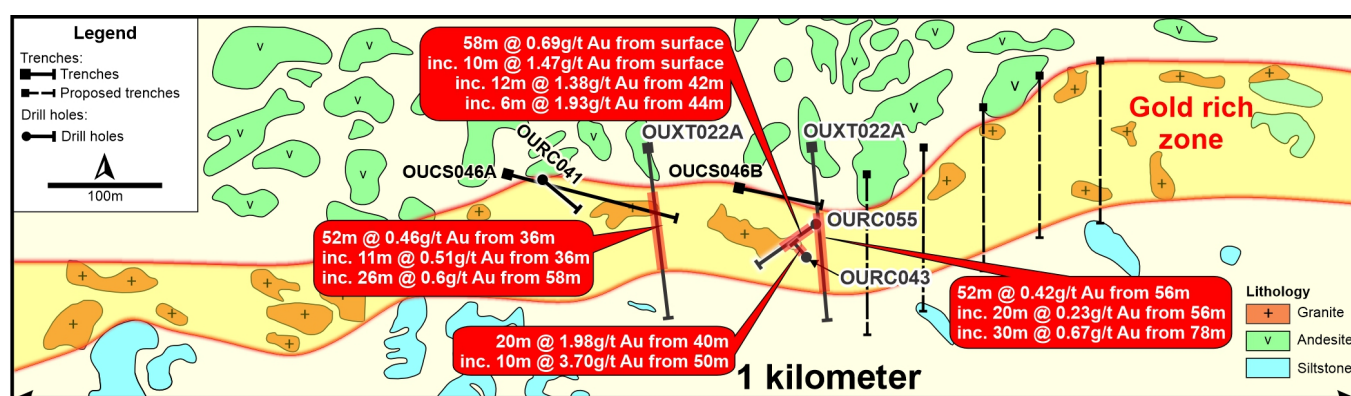 Legend
Trenches:
Trenches
Proposed trenches
Drill holes:
Drill holes
100m
58m @ 0.69g/t Au from surface
inc. 10m @ 1.47g/t Au from surface
inc. 12m @ 1.38g/t Au from 42m
inc. 6m @ 1.93g/t Au from 44m
OUCS046A
OURC041
OUXT022A
OUCS046B
OUXT022A
Gold rich
zone
OURC055
OURC043
52m @ 0.46g/t Au from 36m
inc. 11m @ 0.51g/t Au from 36m
inc. 26m @ 0.6g/t Au from 58m
20m @ 1.98g/t Au from 40m
inc. 10m @ 3.70g/t Au from 50m
52m @ 0.42g/t Au from 56m
inc. 20m @ 0.23g/t Au from 56m
inc. 30m @ 0.67g/t Au from 78m
1 kilometer
Lithology
+ Granite
v Andesite
Siltstone